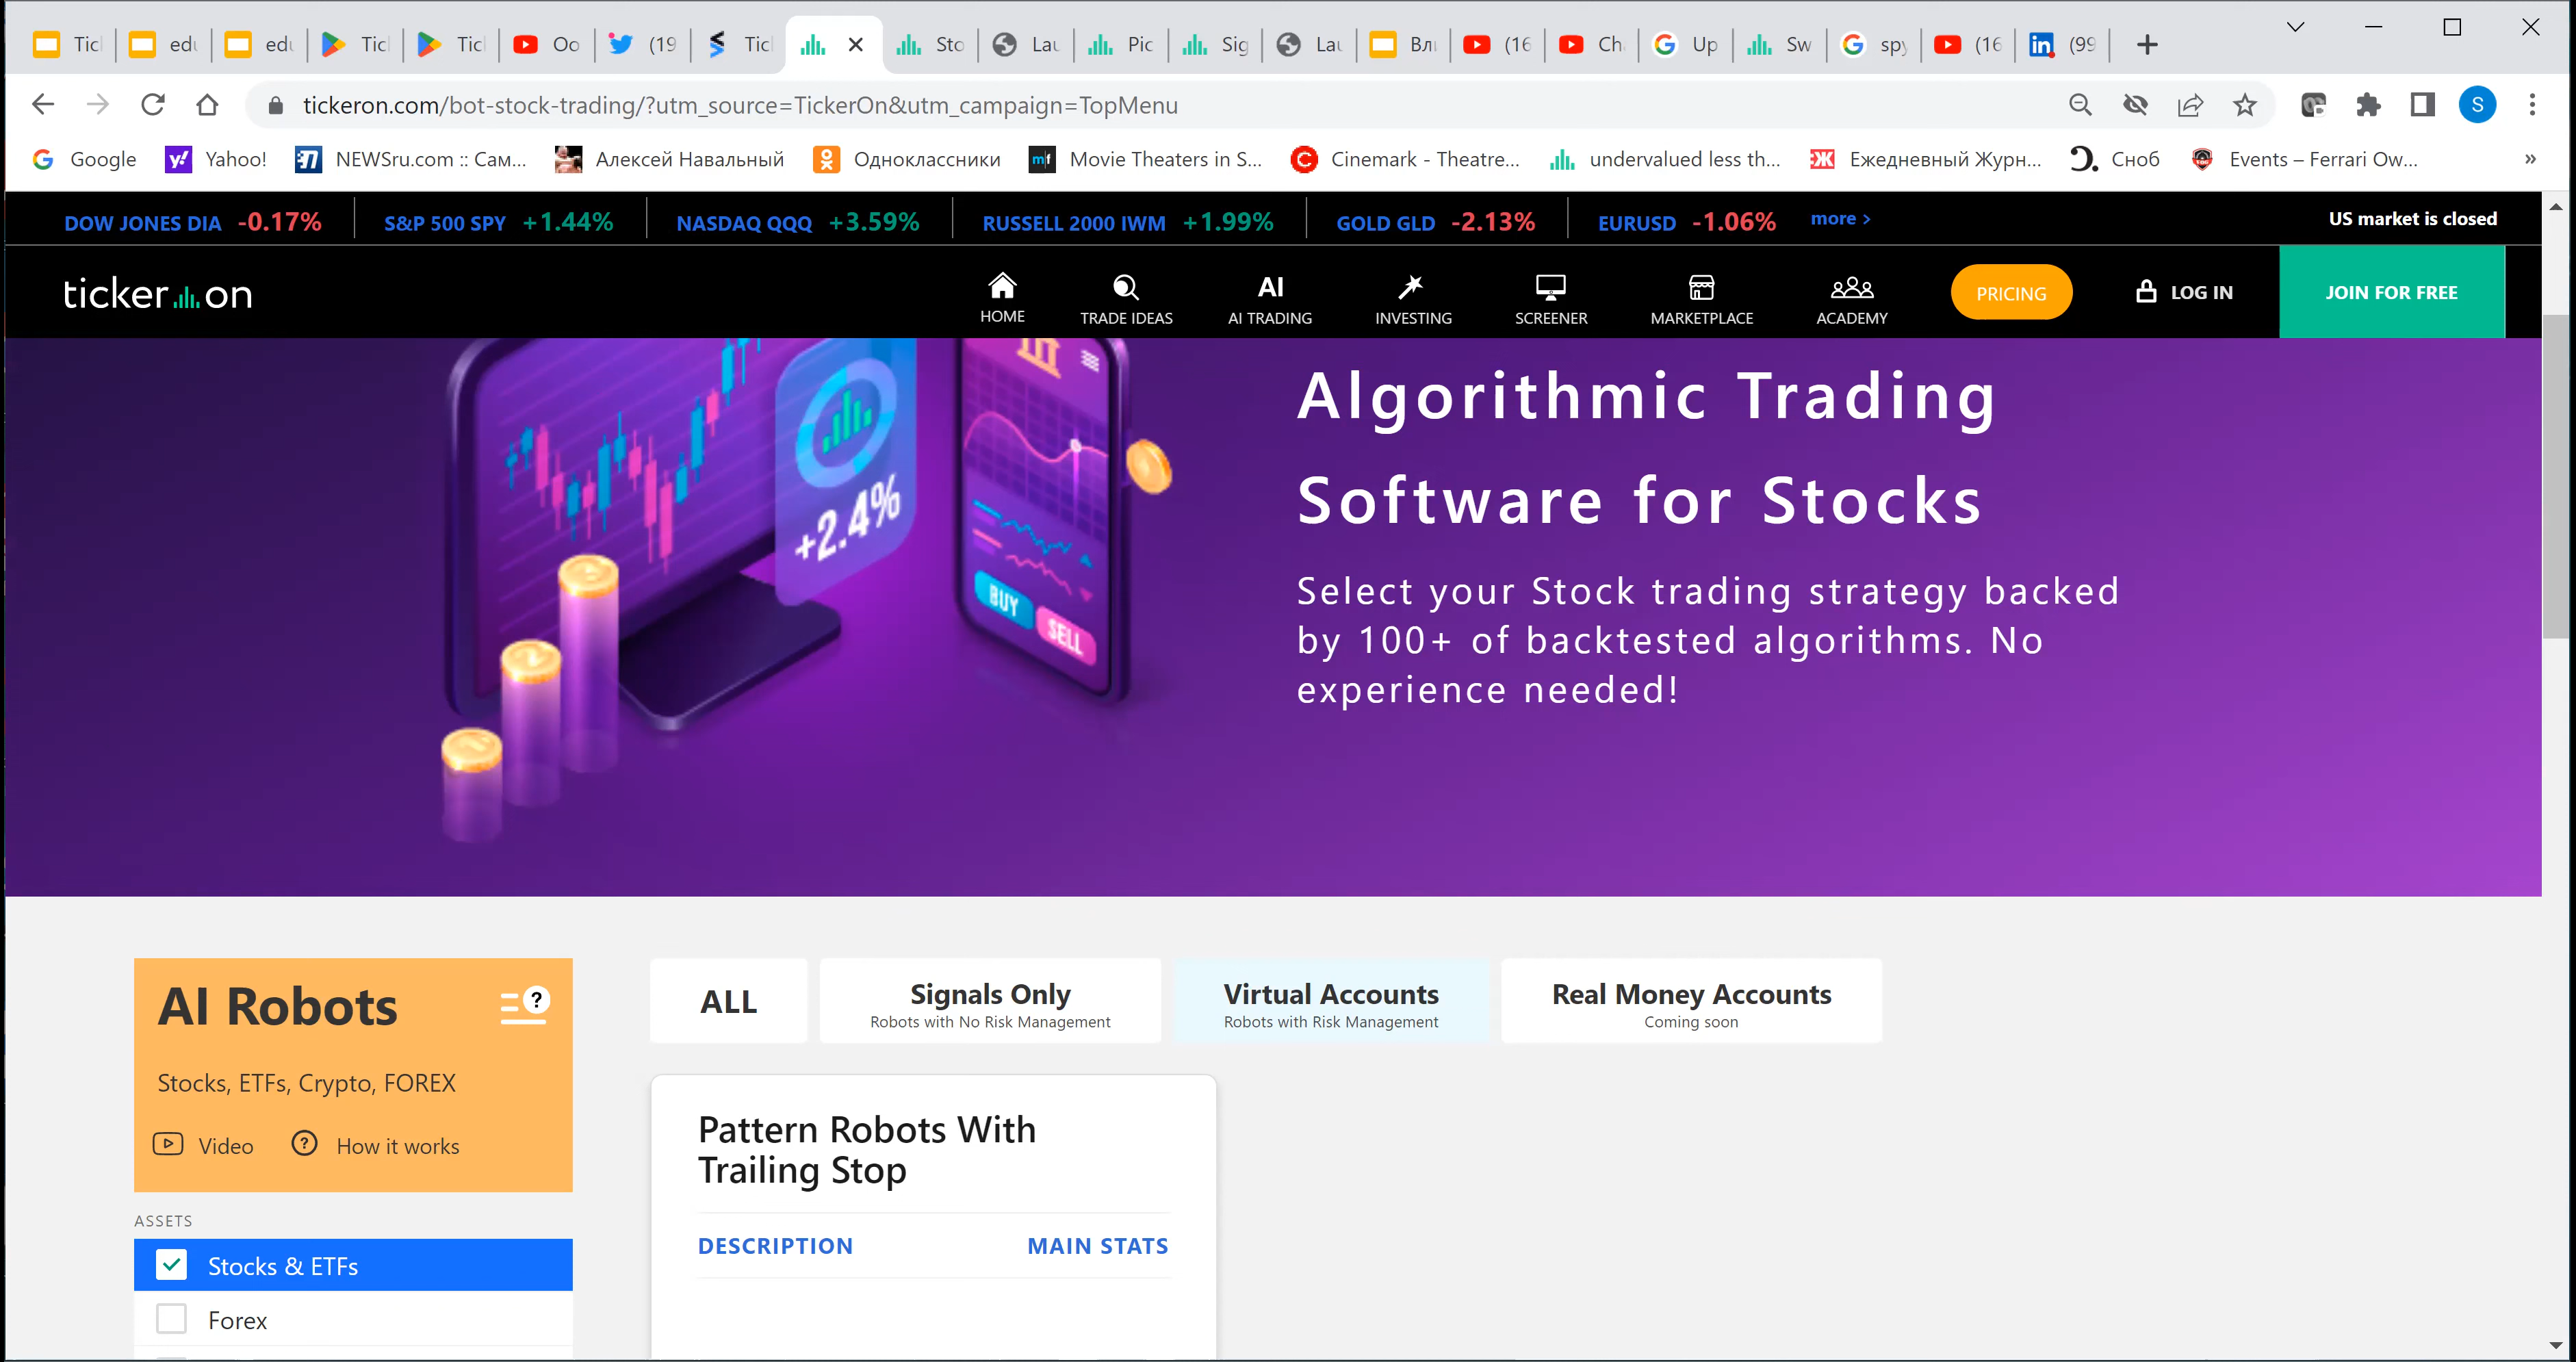 Tic
edu
edu
Tic
Tic
Oo
(19
Tic
Sto
Lau
Pic
Sig
Lau
Вли
(16
Ch
Up
Sw
spy
(16
(99
tickeron.com/bot-stock-trading/?utm_source=TickerOn&utm_campaign=TopMenu
S
Google
Yahoo!
NEWSru.com :: Сам...
Алексей Навальный
Одноклассники
mf Movie Theaters in S...
Cinemark - Theatre...
undervalued less th...
Ежедневный Журн...
Сноб
Events – Ferrari Ow...
»
DOW JONES DIA -0.17%
S&P 500 SPY +1.44%
NASDAQ QQQ +3.59%
RUSSELL 2000 IWM +1.99%
GOLD GLD -2.13%
EURUSD -1.06%
more >
US market is closed
tickeron
HOME
TRADE IDEAS
AI
AI TRADING
INVESTING
SCREENER
MARKETPLACE
ACADEMY
PRICING
LOG IN
JOIN FOR FREE
+2.4%
BUY
SELL
Algorithmic Trading
Software for Stocks
Select your Stock trading strategy backed
by 100+ of backtested algorithms. No
experience needed!
AI Robots
Stocks, ETFs, Crypto, FOREX
Video
How it works
ASSETS
Stocks & ETFs
Forex
ALL
Signals Only
Robots with No Risk Management
Virtual Accounts
Robots with Risk Management
Real Money Accounts
Coming soon
Pattern Robots With
Trailing Stop
DESCRIPTION
MAIN STATS